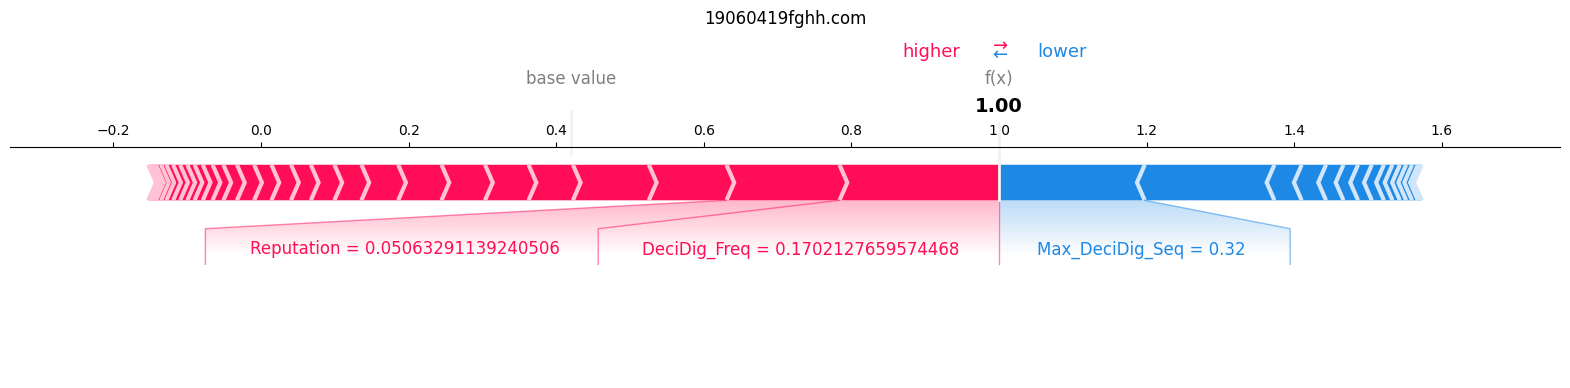 19060419fghh.com
higher ⇄ lower
base value f(x)
1.00
−0.2 0.0 0.2 0.4 0.6 0.8 1.0 1.2 1.4 1.6
Reputation = 0.05063291139240506 DeciDig_Freq = 0.1702127659574468 Max_DeciDig_Seq = 0.32